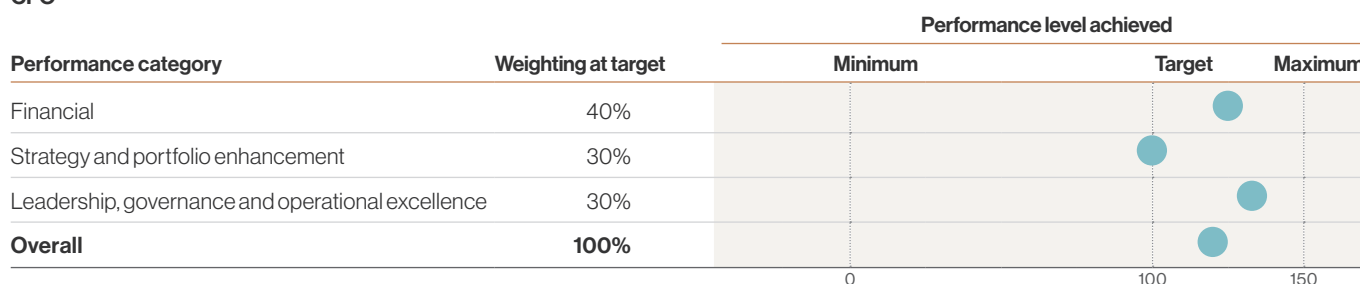 Performance level achieved
Performance category Weighting at target Minimum Target Maximum
Financial 40%
Strategy and portfolio enhancement 30%
Leadership, governance and operational excellence 30%
Overall 100%
0 100 150